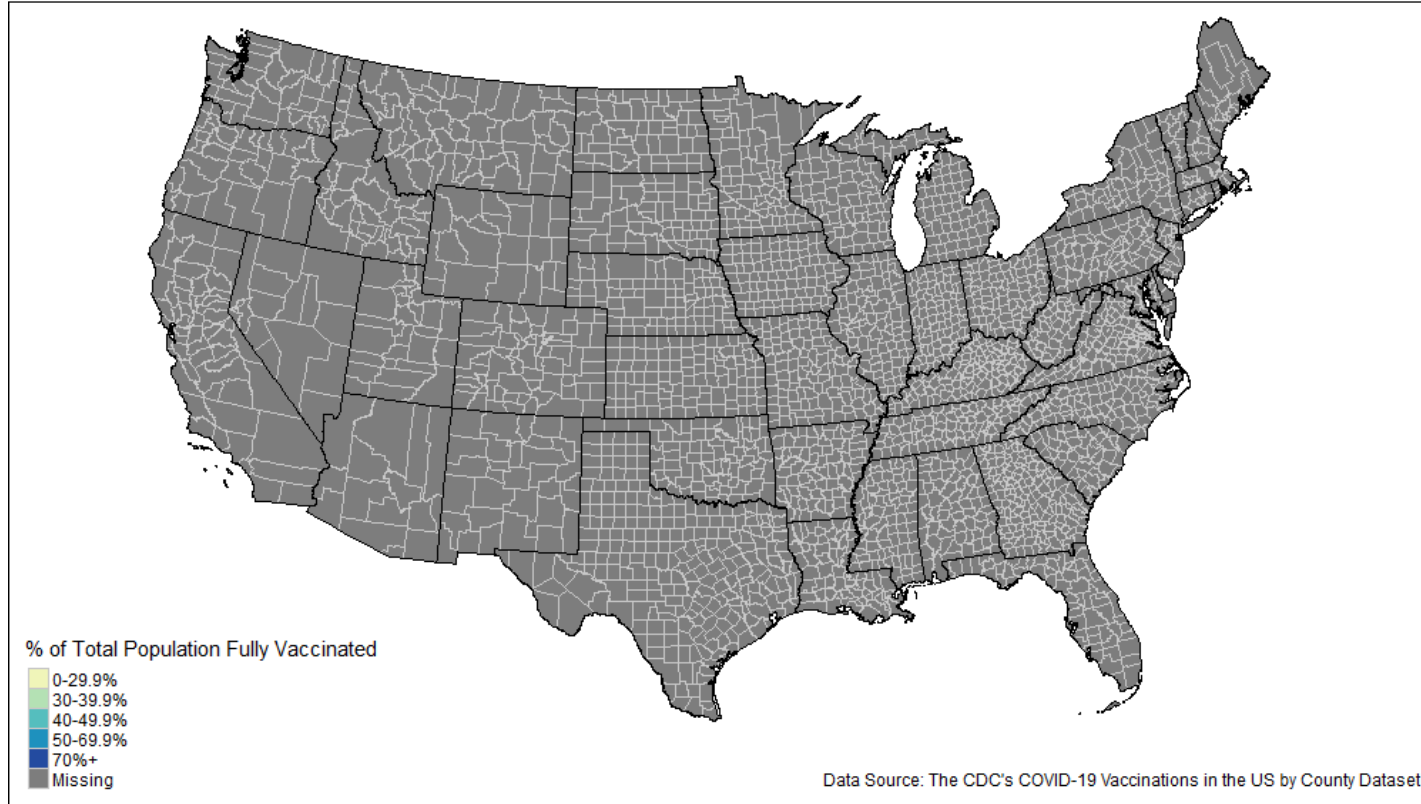 % of Total Population Fully Vaccinated
0-29.9%
30-39.9%
40-49.9%
50-69.9%
70%+
Missing
Data Source: The CDC's COVID-19 Vaccinations in the US by County Dataset